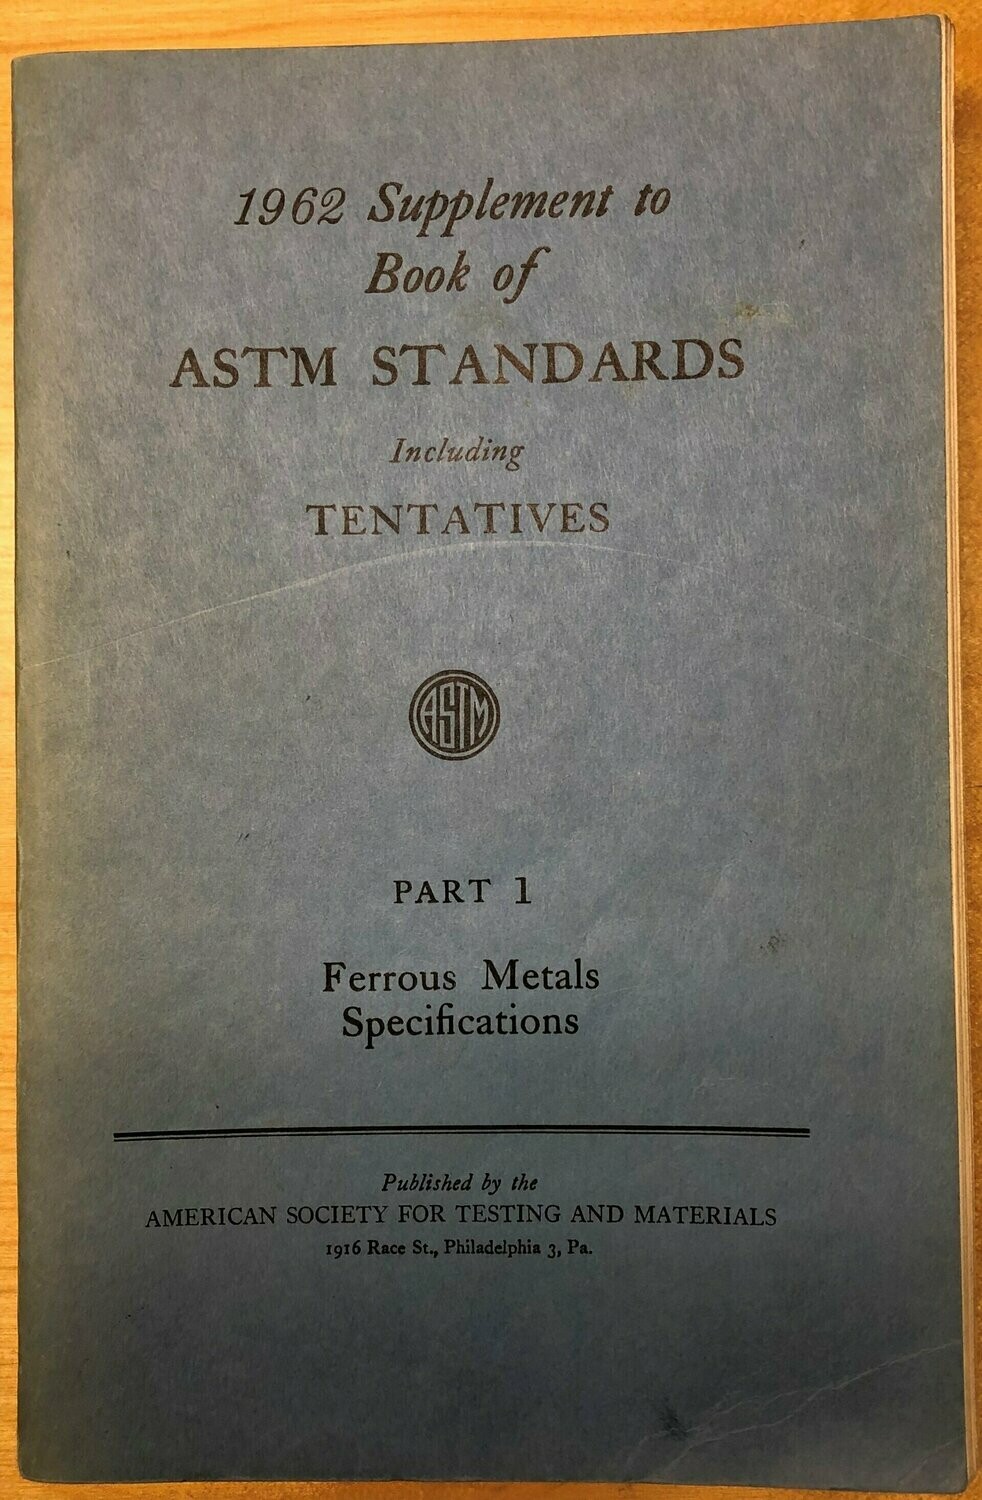 1962 Supplement to
Book of
ASTM STANDARDS
Including
TENTATIVES
ASTM
PART 1
Ferrous Metals
Specifications
Published by the
AMERICAN SOCIETY FOR TESTING AND MATERIALS
1916 Race St., Philadelphia 3, Pa.